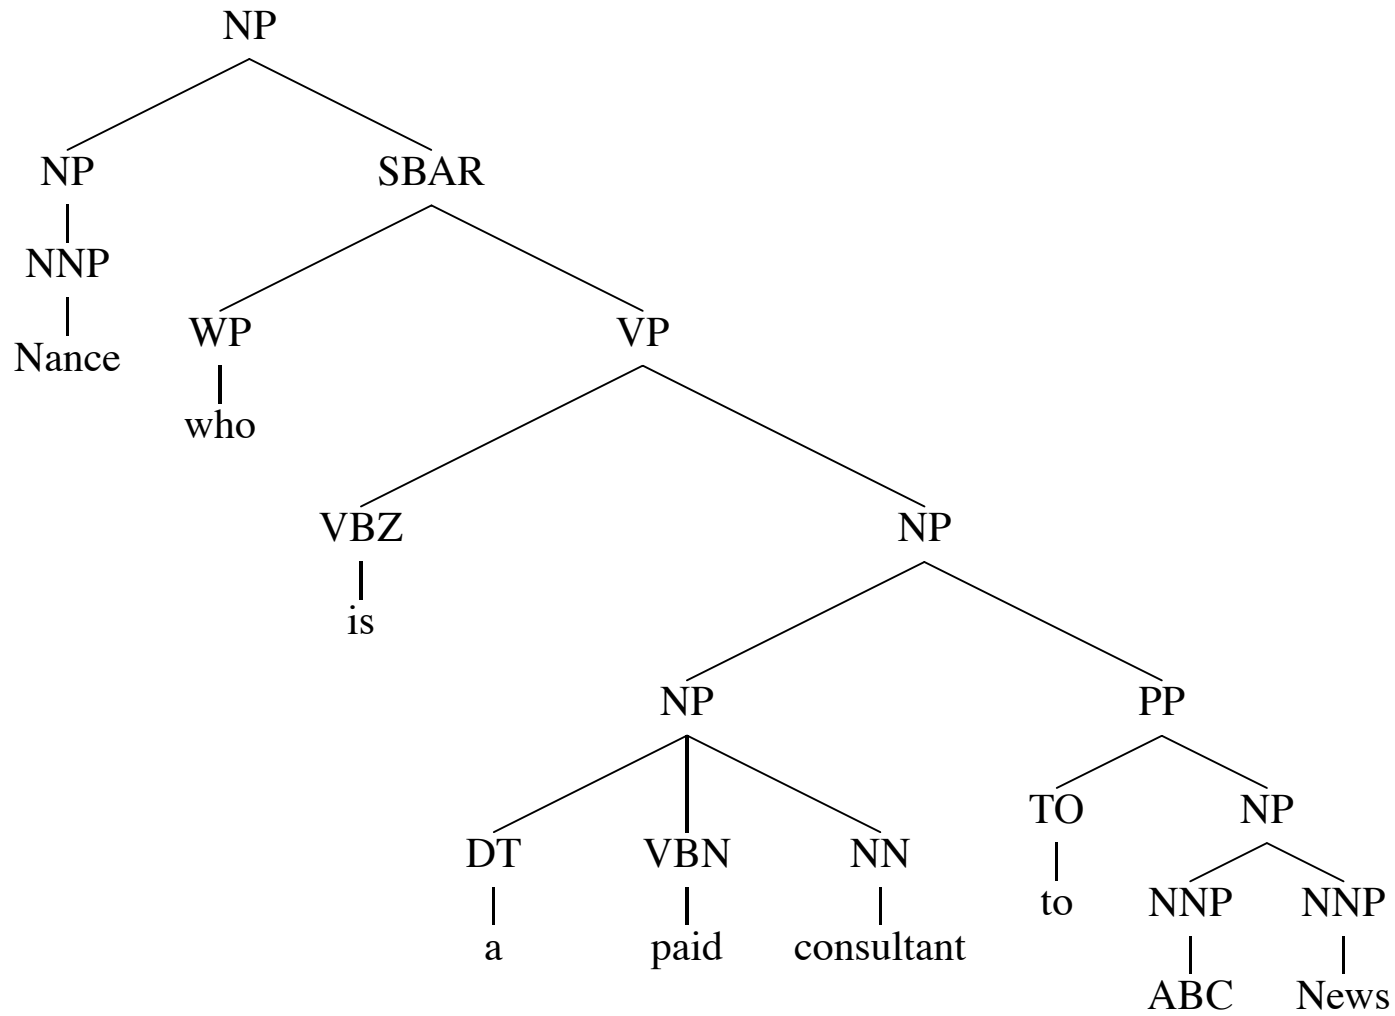 NP
NP SBAR
NNP
WP VP
Nance
who
VBZ NP
is
NP PP
TO NP
DT VBN NN
to NNP NNP
a paid consultant
ABC News